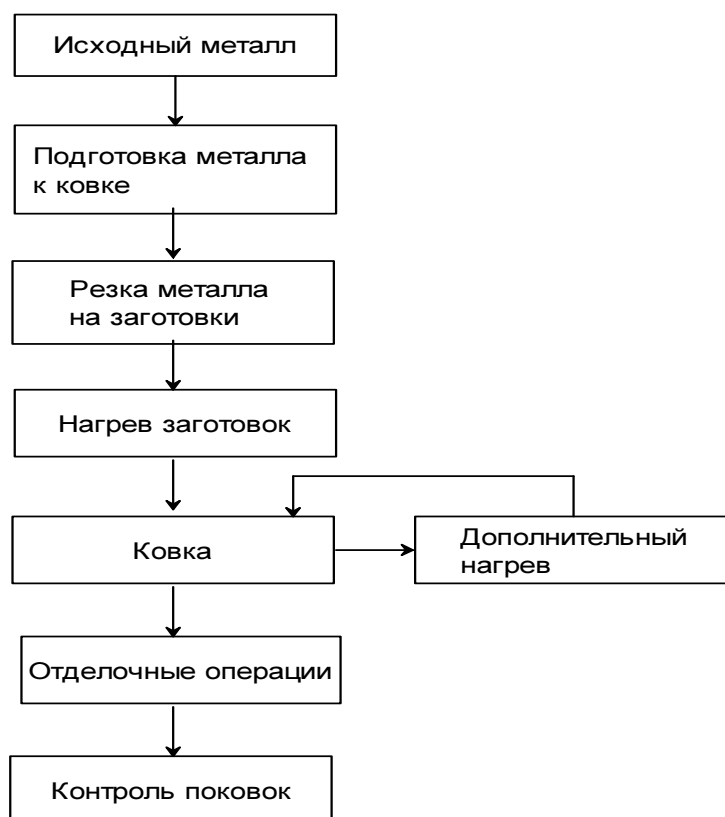 Исходный металл
Подготовка металла
к ковке
Резка металла
на заготовки
Нагрев заготовок
Ковка
Дополнительный
нагрев
Отделочные операции
Контроль поковок